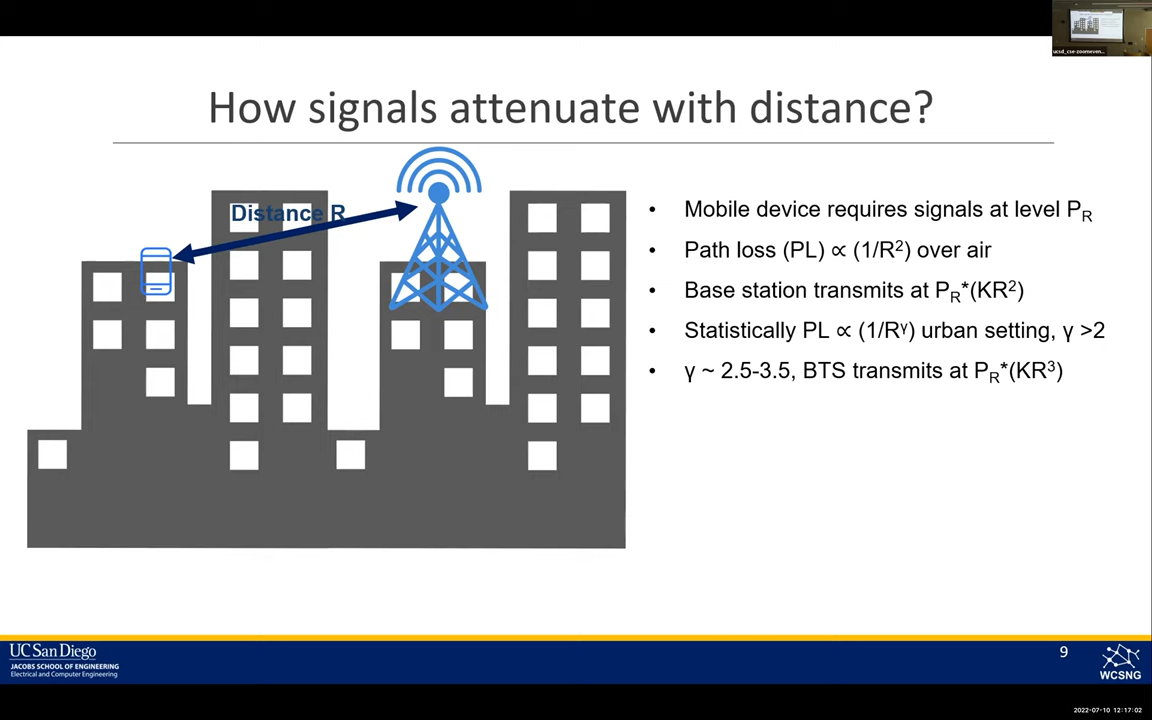 ucsd_cse-zoomeven...
How signals attenuate with distance?
Distance R
• Mobile device requires signals at level P_R
• Path loss (PL) ∝ (1/R²) over air
• Base station transmits at P_R*(KR²)
• Statistically PL ∝ (1/Rᵞ) urban setting, γ >2
• γ ~ 2.5-3.5, BTS transmits at P_R*(KR³)
UC San Diego
JACOBS SCHOOL OF ENGINEERING
Electrical and Computer Engineering
9
WCSNG
2022-07-10 12:17:02